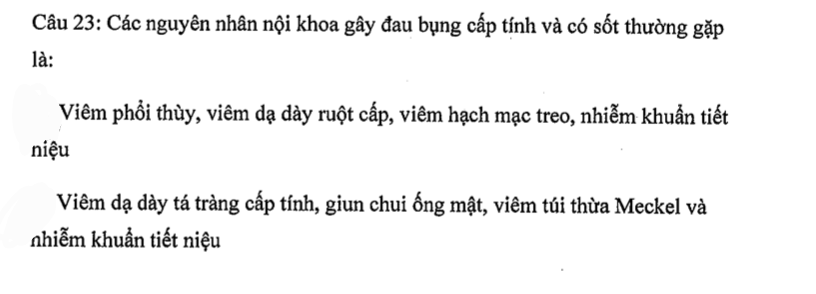 Câu 23: Các nguyên nhân nội khoa gây đau bụng cấp tính và có sốt thường gặp
là:
Viêm phổi thùy, viêm dạ dày ruột cấp, viêm hạch mạc treo, nhiễm khuẩn tiết
niệu
Viêm dạ dày tá tràng cấp tính, giun chui ống mật, viêm túi thừa Meckel và
nhiễm khuẩn tiết niệu